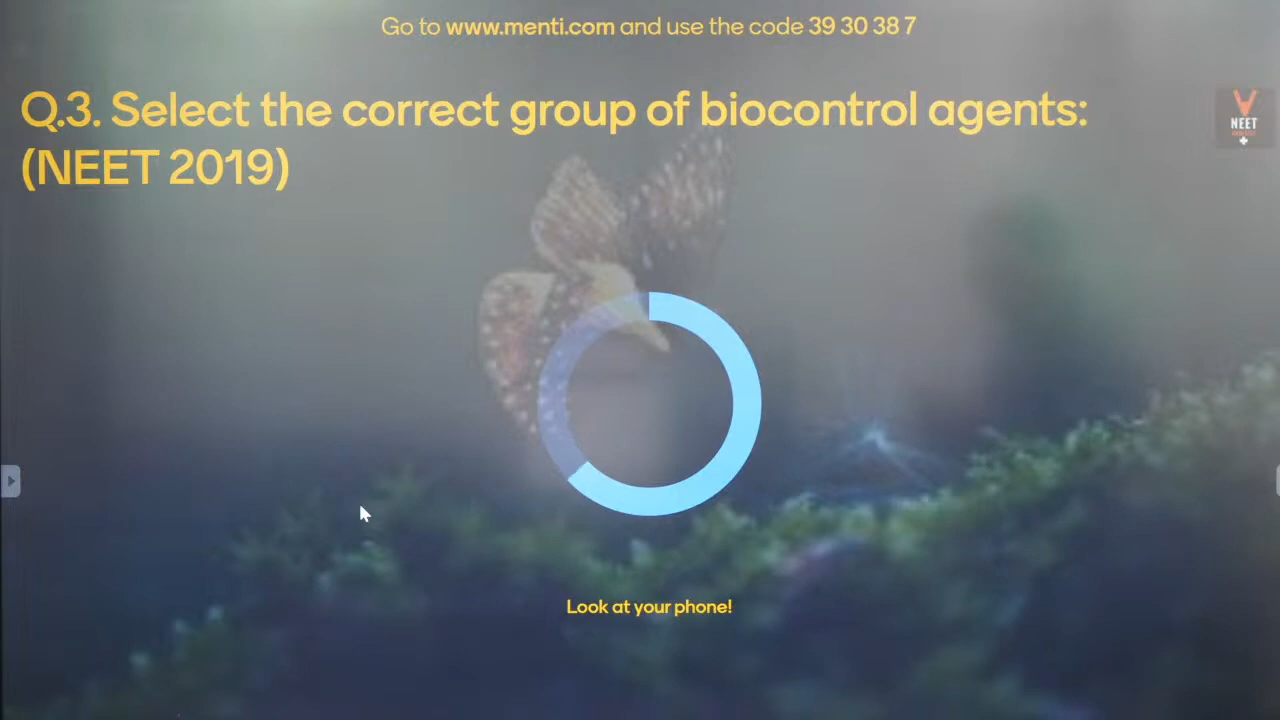 Go to www.menti.com and use the code 39 30 38 7
Q.3. Select the correct group of biocontrol agents:
(NEET 2019)
NEET
Look at your phone!